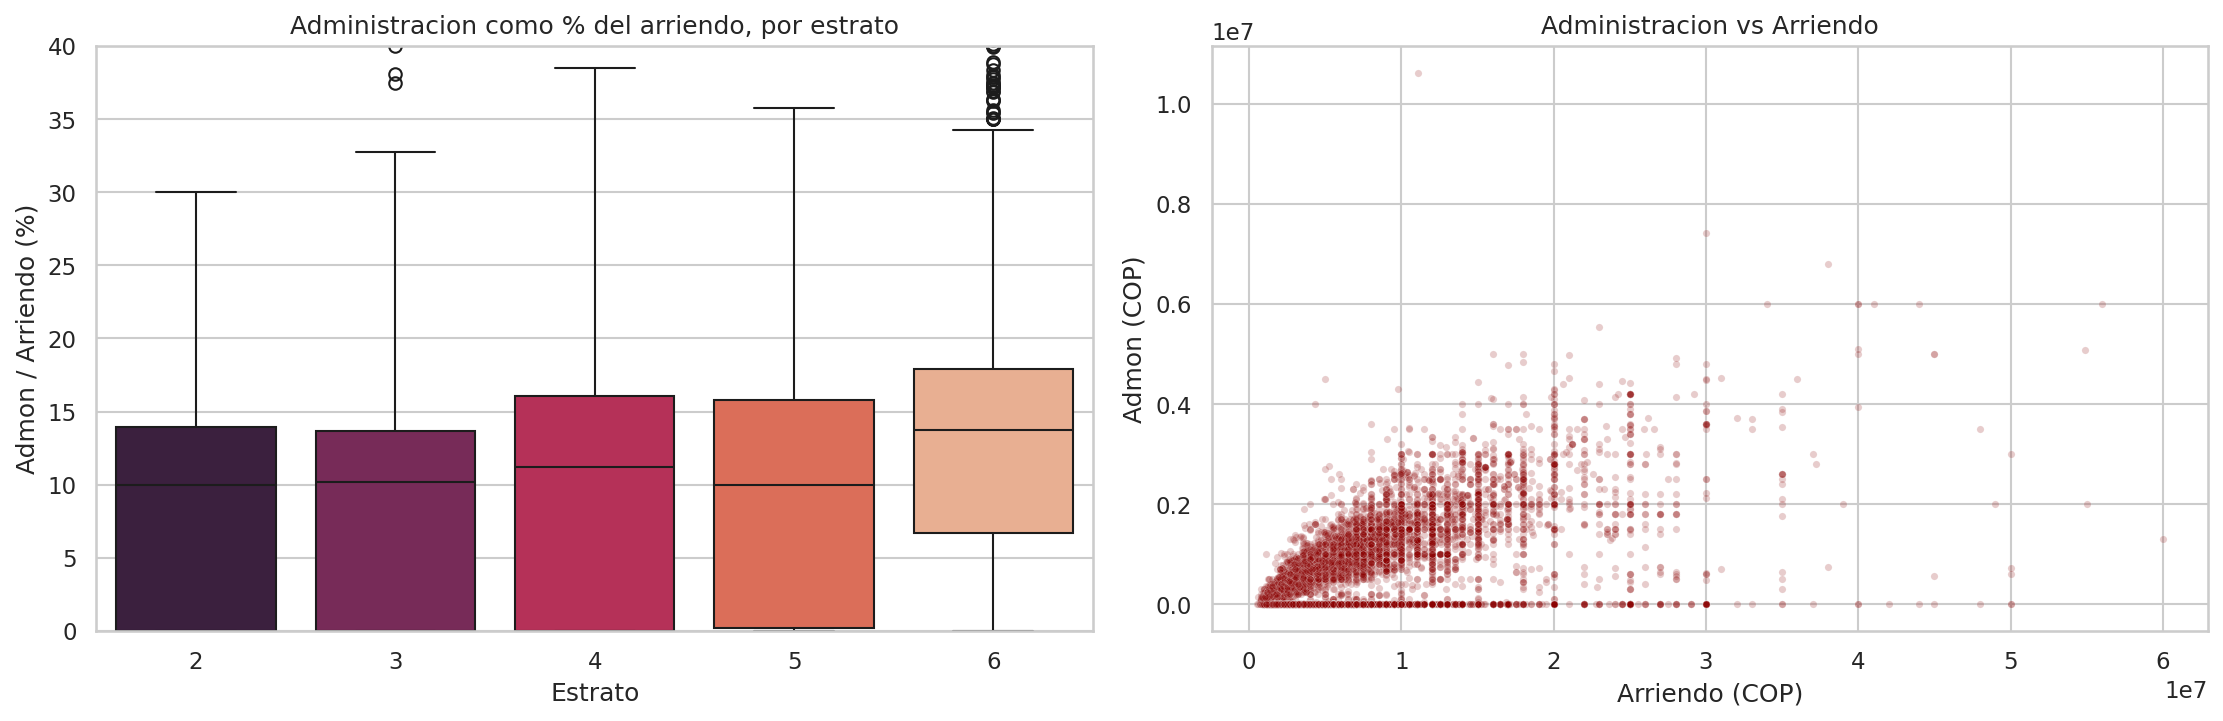 Administracion como % del arriendo, por estrato
Admon / Arriendo (%)
40
35
30
25
20
15
10
5
0
2 3 4 5 6
Estrato
Administracion vs Arriendo
1e7
Admon (COP)
1.0
0.8
0.6
0.4
0.2
0.0
0 1 2 3 4 5 6
Arriendo (COP)
1e7